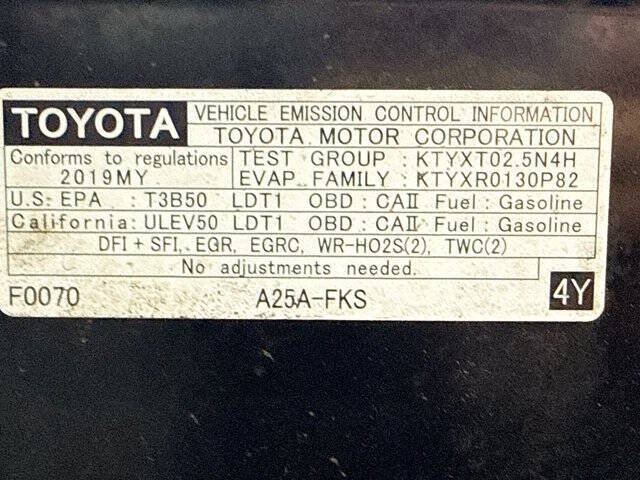 TOYOTA VEHICLE EMISSION CONTROL INFORMATION
TOYOTA MOTOR CORPORATION
Conforms to regulations TEST GROUP : KTYXT02.5N4H
2019MY EVAP. FAMILY : KTYXR0130P82
U.S. EPA : T3B50 LDT1 OBD : CAII Fuel : Gasoline
California: ULEV50 LDT1 OBD : CAII Fuel : Gasoline
DFI + SFI, EGR, EGRC, WR-HO2S(2), TWC(2)
No adjustments needed.
F0070 A25A-FKS 4Y